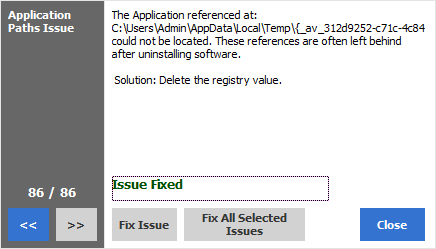 Application
Paths Issue
The Application referenced at:
C:\Users\Admin\AppData\Local\Temp\{_av_312d9252-c71c-4c84
could not be located. These references are often left behind
after uninstalling software.
Solution: Delete the registry value.
Issue Fixed
86 / 86
<<
>>
Fix Issue
Fix All Selected
Issues
Close